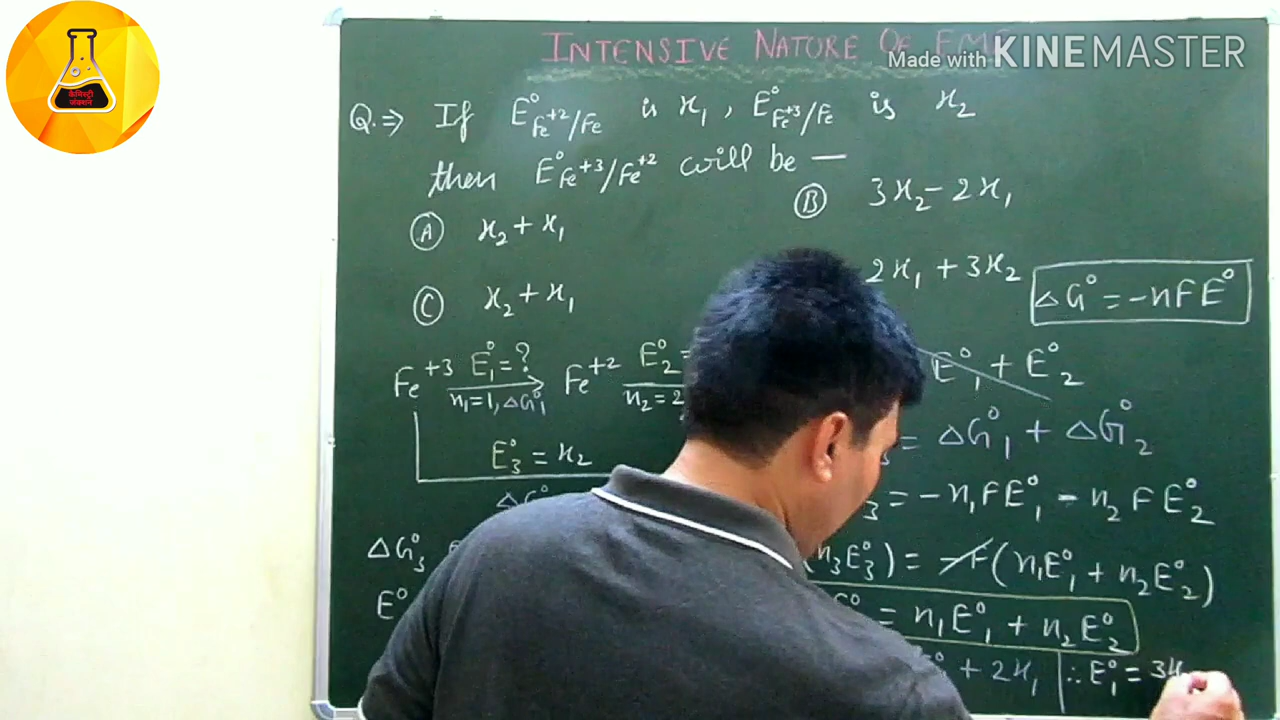 केमिस्ट्री
जंक्शन
INTENSIVE NATURE OF EMF
Made with KINEMASTER
Q.⇒ If E°Fe⁺²/Fe is x₁, E°Fe⁺³/Fe is x₂
then E°Fe⁺³/Fe⁺² will be —
Ⓐ x₂ + x₁
Ⓑ 3x₂ - 2x₁
Ⓒ x₂ + x₁
2x₁ + 3x₂
ΔG° = -nFE°
Fe⁺³ E°₁ = ? n₁=1, ΔG°₁ Fe⁺² E°₂ = n₂=2
E°₁ + E°₂
E°₃ = x₂
= ΔG°₁ + ΔG°₂
₃ = -n₁FE°₁ - n₂FE°₂
ΔG°₃
(n₃E°₃) = -F(n₁E°₁ + n₂E°₂)
E°
= n₁E°₁ + n₂E°₂
+ 2x₁
∴ E°₁ = 3x